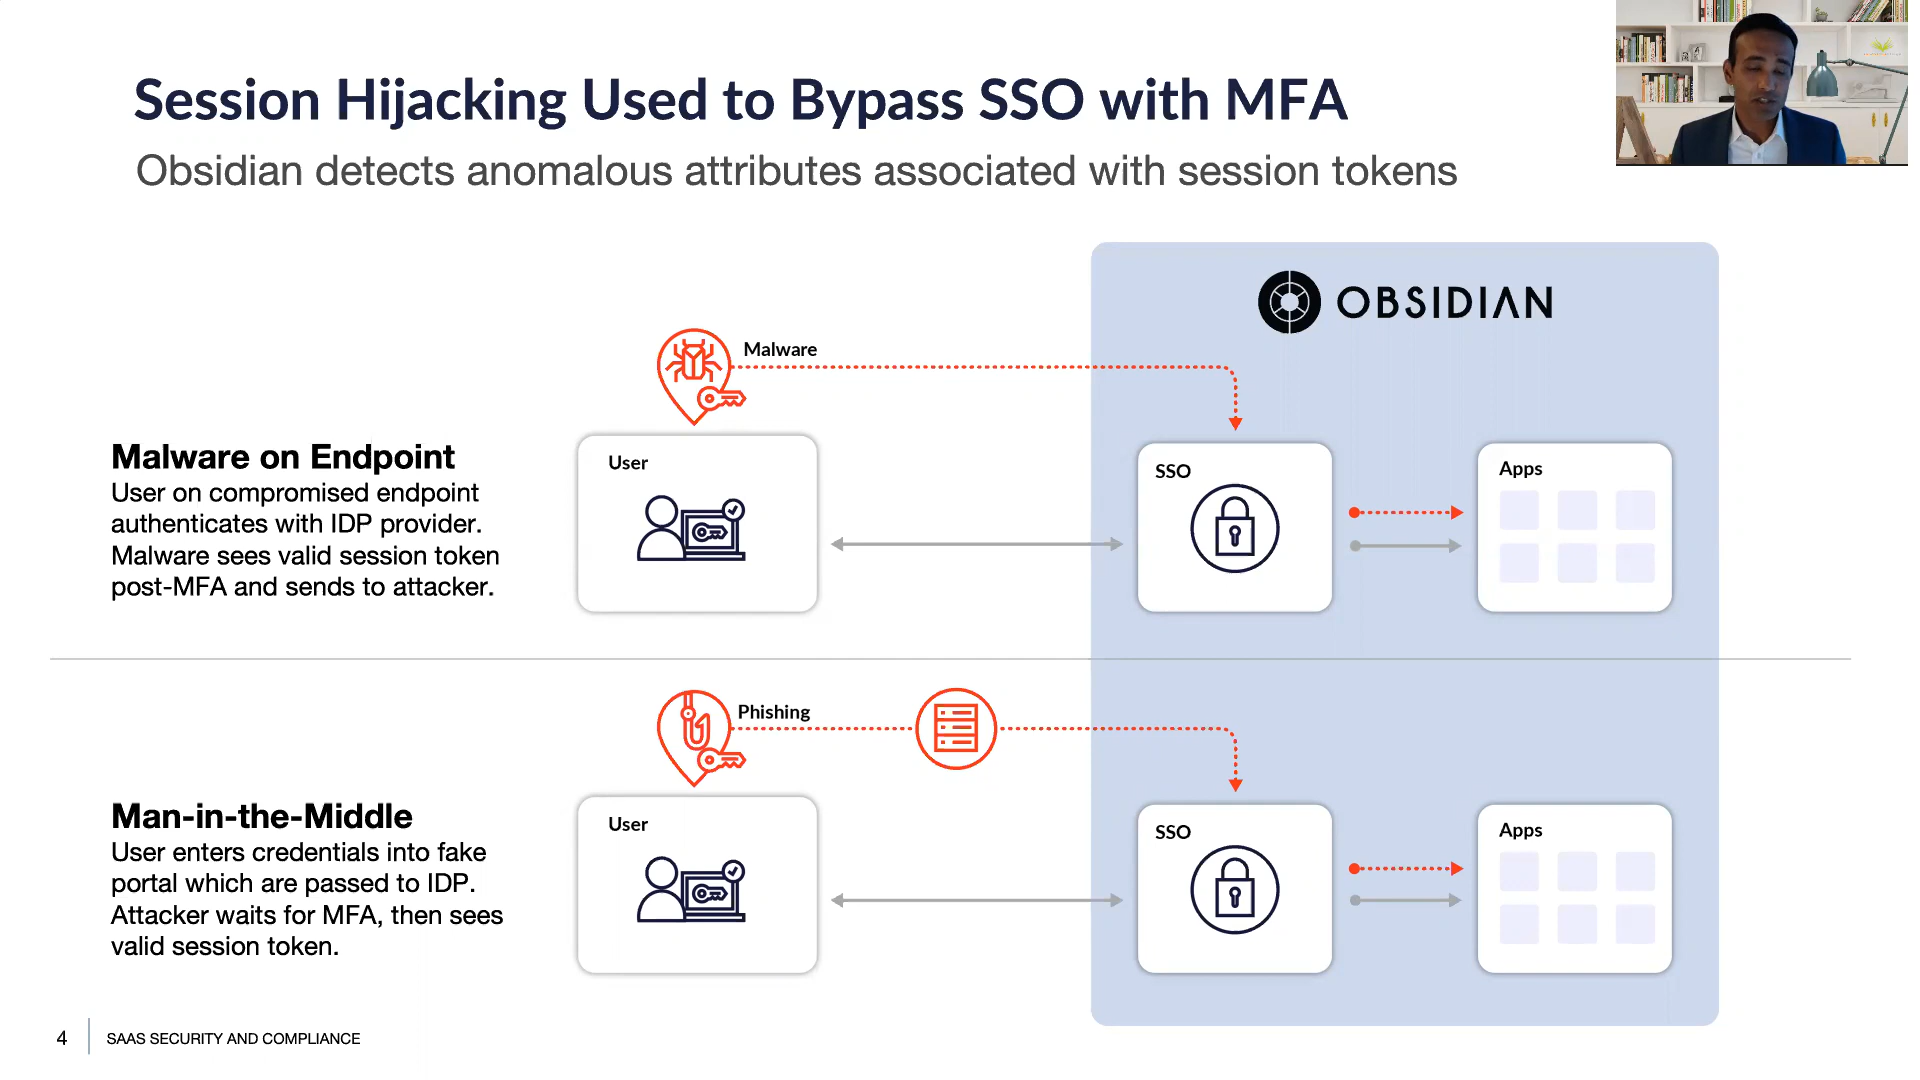 Session Hijacking Used to Bypass SSO with MFA
Obsidian detects anomalous attributes associated with session tokens
OBSIDIAN
Malware
Malware on Endpoint
User on compromised endpoint
authenticates with IDP provider.
Malware sees valid session token
post-MFA and sends to attacker.
User
SSO
Apps
Phishing
Man-in-the-Middle
User enters credentials into fake
portal which are passed to IDP.
Attacker waits for MFA, then sees
valid session token.
User
SSO
Apps
4
SAAS SECURITY AND COMPLIANCE